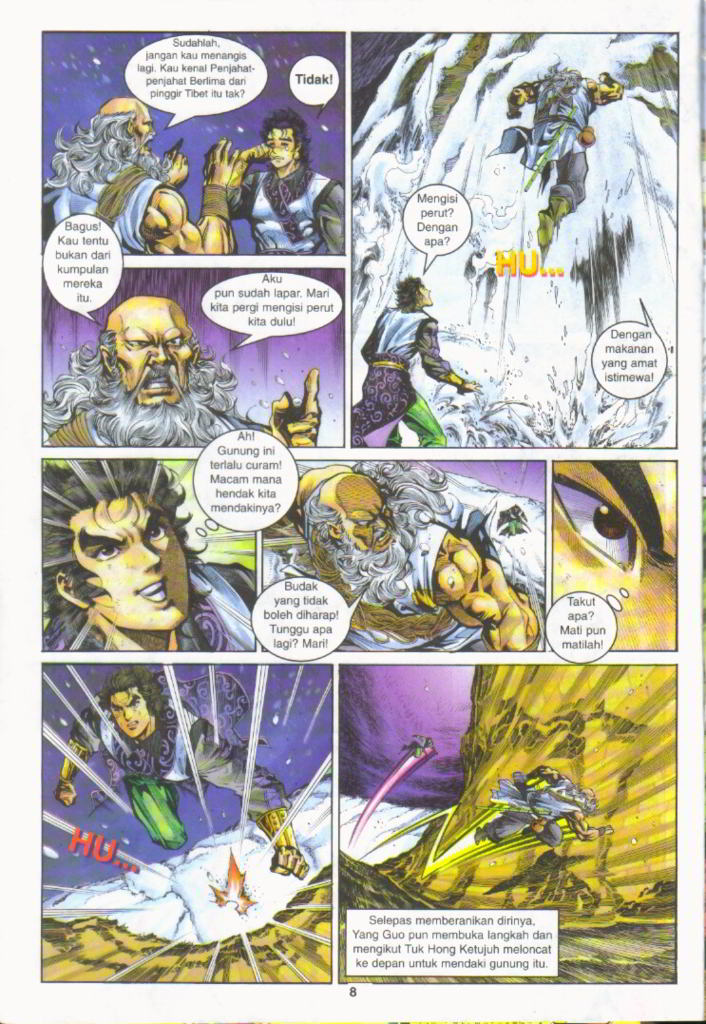 Sudahlah,
jangan kau menangis
lagi. Kau kenal Penjahat-
penjahat Berlima dari
pinggir Tibet itu tak?
Tidak!
Bagus!
Kau tentu
bukan dari
kumpulan
mereka
itu.
Aku
pun sudah lapar. Mari
kita pergi mengisi perut
kita dulu!
Mengisi
perut?
Dengan
apa?
HU...
Dengan
makanan
yang amat
istimewa!
Ah!
Gunung ini
terlalu curam!
Macam mana
hendak kita
mendakinya?
Budak
yang tidak
boleh diharap!
Tunggu apa
lagi? Mari!
Takut
apa?
Mati pun
matilah!
HU...
Selepas memberanikan dirinya,
Yang Guo pun membuka langkah dan
mengikut Tuk Hong Ketujuh meloncat
ke depan untuk mendaki gunung itu.
8